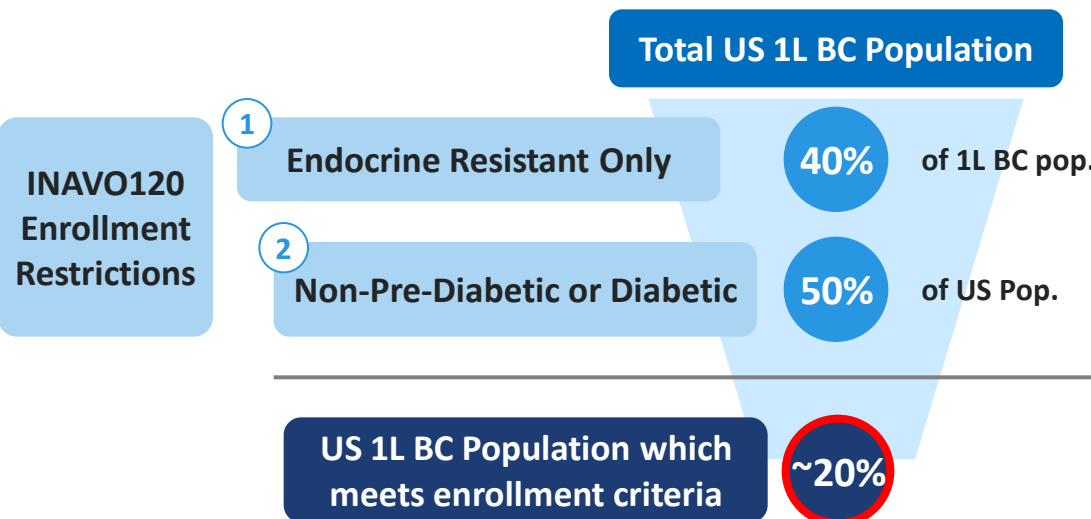 Total US 1L BC Population
INAVO120
Enrollment
Restrictions
1
Endocrine Resistant Only
40%
of 1L BC pop.
2
Non-Pre-Diabetic or Diabetic
50%
of US Pop.
US 1L BC Population which
meets enrollment criteria
~20%